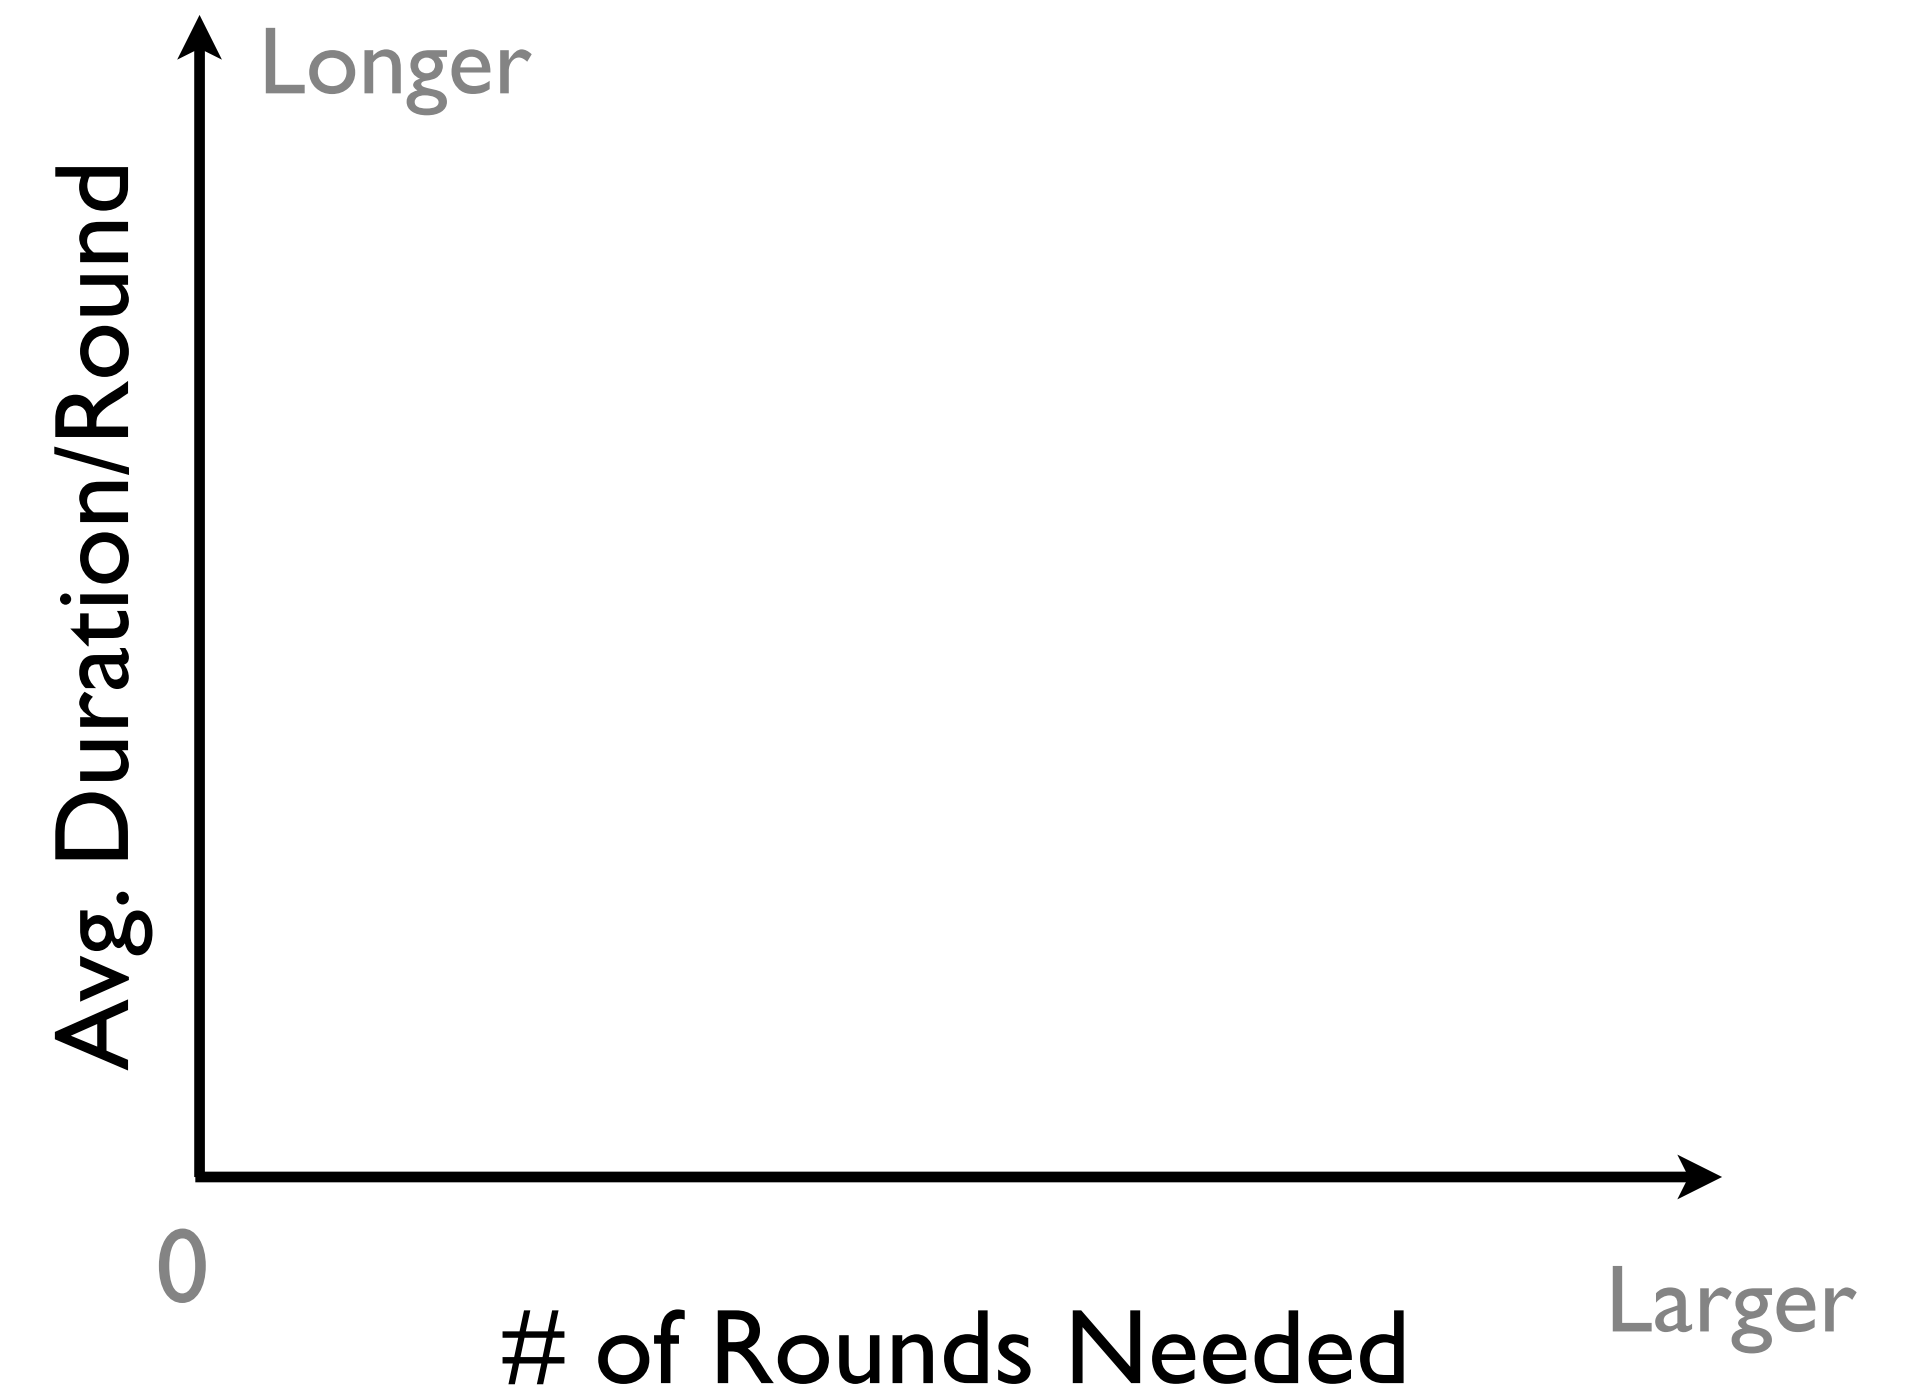 Longer
Avg. Duration/Round
0
Larger
# of Rounds Needed